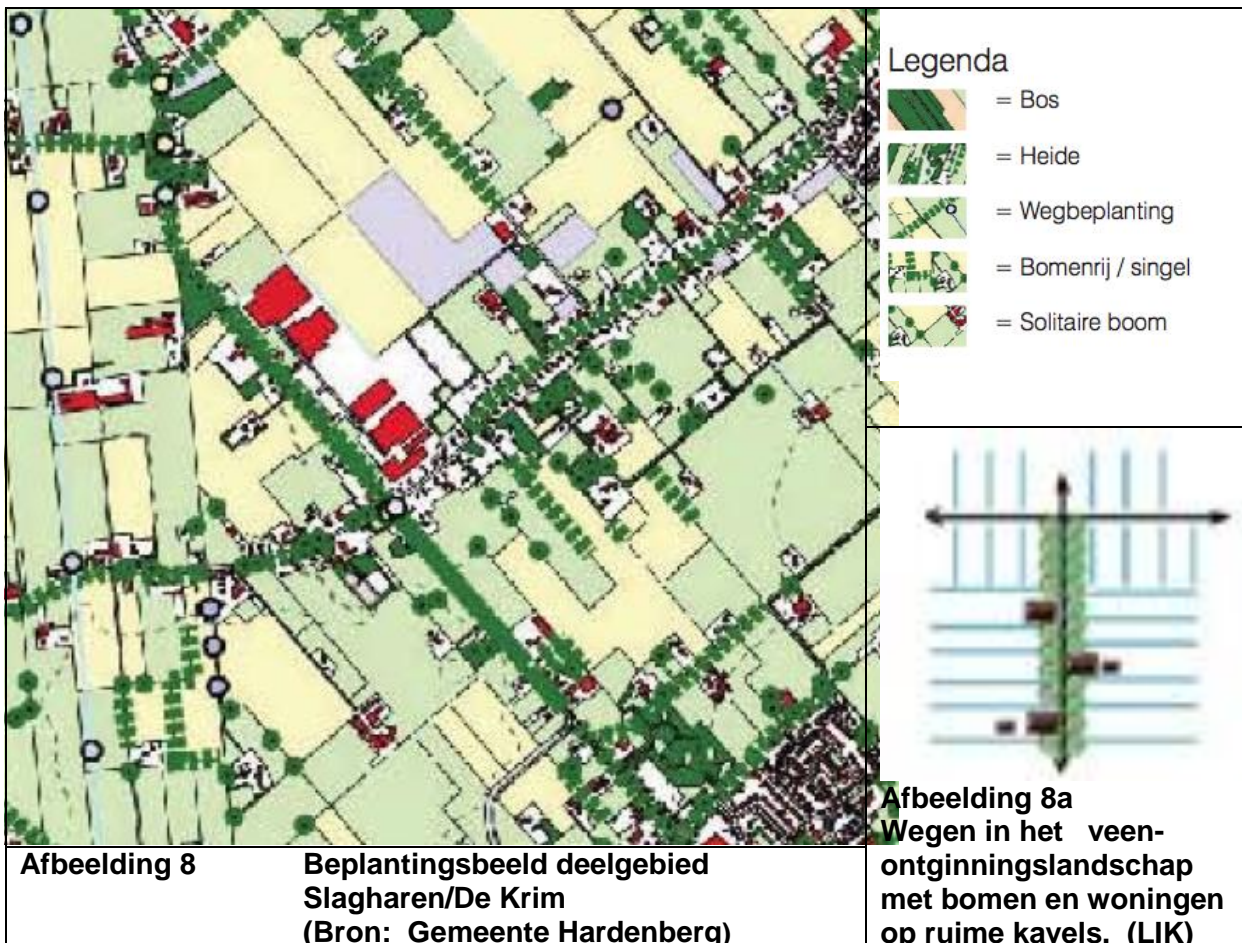 Legenda
= Bos
= Heide
= Wegbeplanting
= Bomenrij / singel
= Solitaire boom
Afbeelding 8a
Wegen in het veen-
ontginningslandschap
met bomen en woningen
op ruime kavels. (LIK)
Afbeelding 8 Beplantingsbeeld deelgebied
Slagharen/De Krim
(Bron: Gemeente Hardenberg)